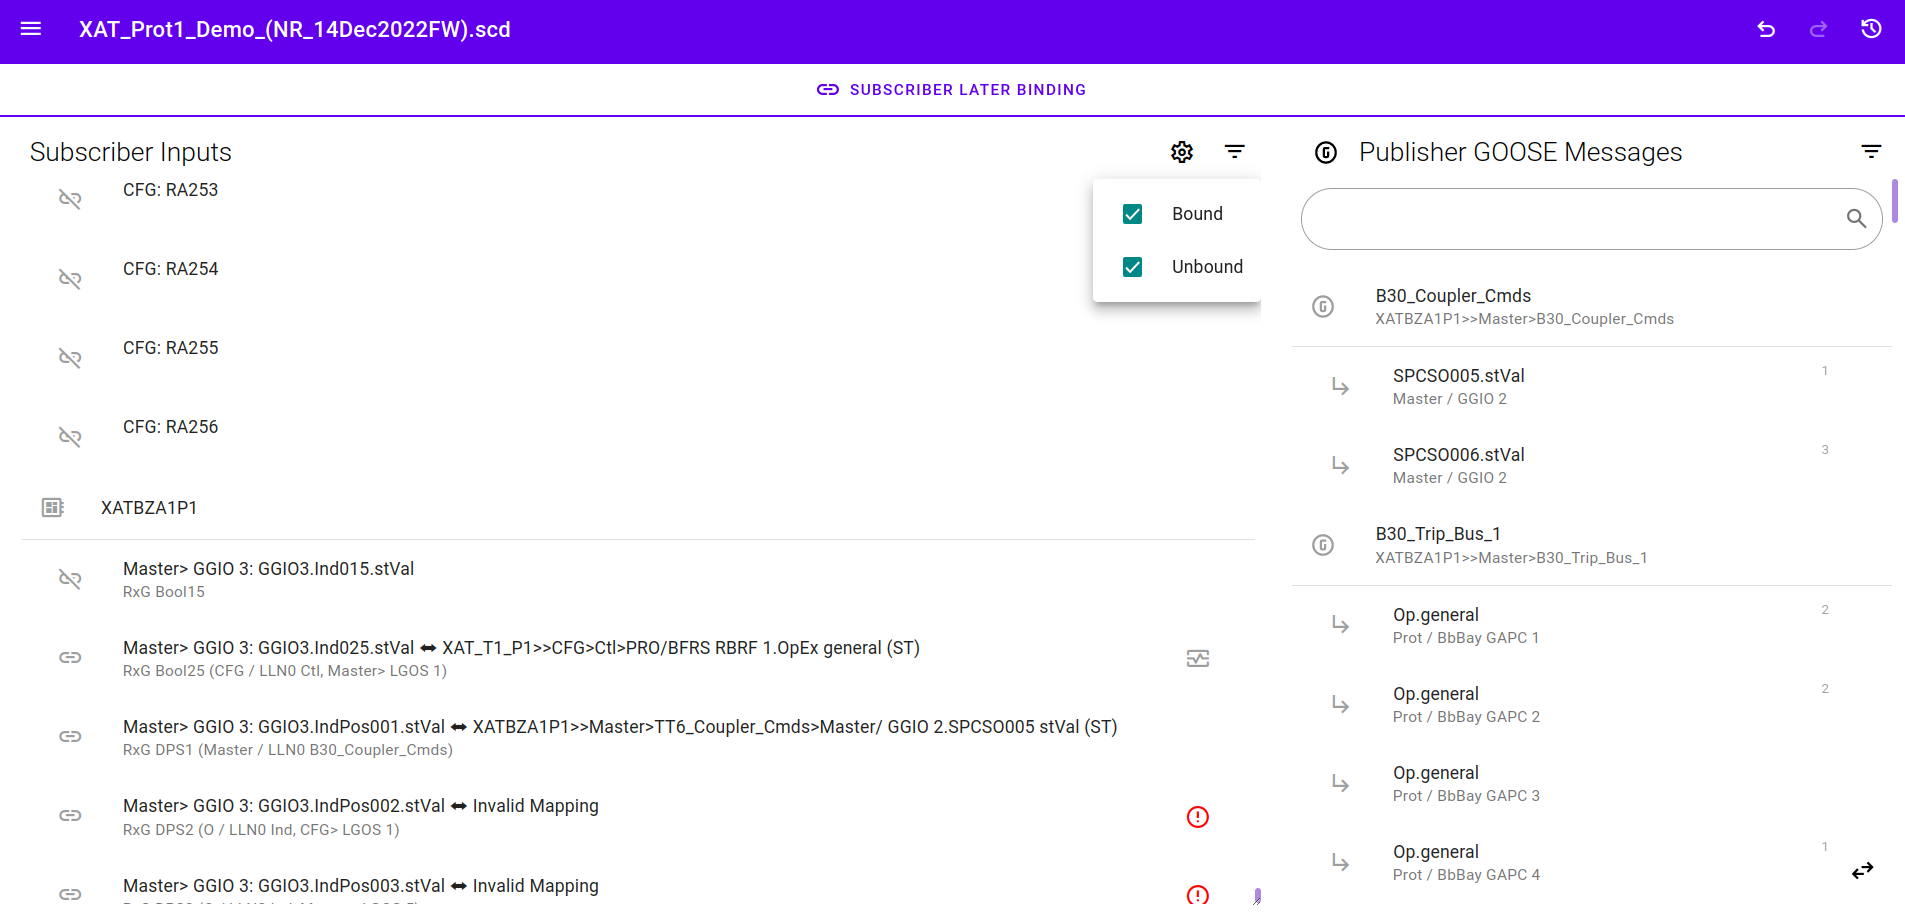 XAT_Prot1_Demo_(NR_14Dec2022FW).scd
SUBSCRIBER LATER BINDING
Subscriber Inputs
CFG: RA253
CFG: RA254
CFG: RA255
CFG: RA256
XATBZA1P1
Master> GGIO 3: GGIO3.Ind015.stVal
RxG Bool15
Master> GGIO 3: GGIO3.Ind025.stVal ⬌ XAT_T1_P1>>CFG>Ctl>PRO/BFRS RBRF 1.OpEx general (ST)
RxG Bool25 (CFG / LLN0 Ctl, Master> LGOS 1)
Master> GGIO 3: GGIO3.IndPos001.stVal ⬌ XATBZA1P1>>Master>TT6_Coupler_Cmds>Master/ GGIO 2.SPCSO005 stVal (ST)
RxG DPS1 (Master / LLN0 B30_Coupler_Cmds)
Master> GGIO 3: GGIO3.IndPos002.stVal ⬌ Invalid Mapping
RxG DPS2 (O / LLN0 Ind, CFG> LGOS 1)
Master> GGIO 3: GGIO3.IndPos003.stVal ⬌ Invalid Mapping
Bound
Unbound
Publisher GOOSE Messages
B30_Coupler_Cmds
XATBZA1P1>>Master>B30_Coupler_Cmds
SPCSO005.stVal 1
Master / GGIO 2
SPCSO006.stVal 3
Master / GGIO 2
B30_Trip_Bus_1
XATBZA1P1>>Master>B30_Trip_Bus_1
Op.general 2
Prot / BbBay GAPC 1
Op.general 2
Prot / BbBay GAPC 2
Op.general
Prot / BbBay GAPC 3
Op.general 1
Prot / BbBay GAPC 4